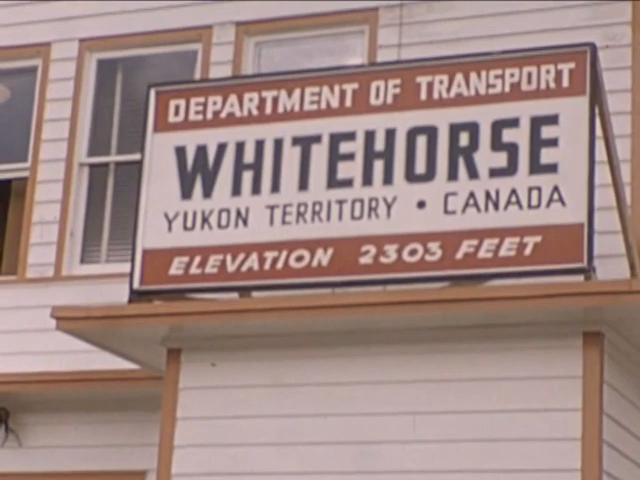 DEPARTMENT OF TRANSPORT
WHITEHORSE
YUKON TERRITORY • CANADA
ELEVATION 2303 FEET